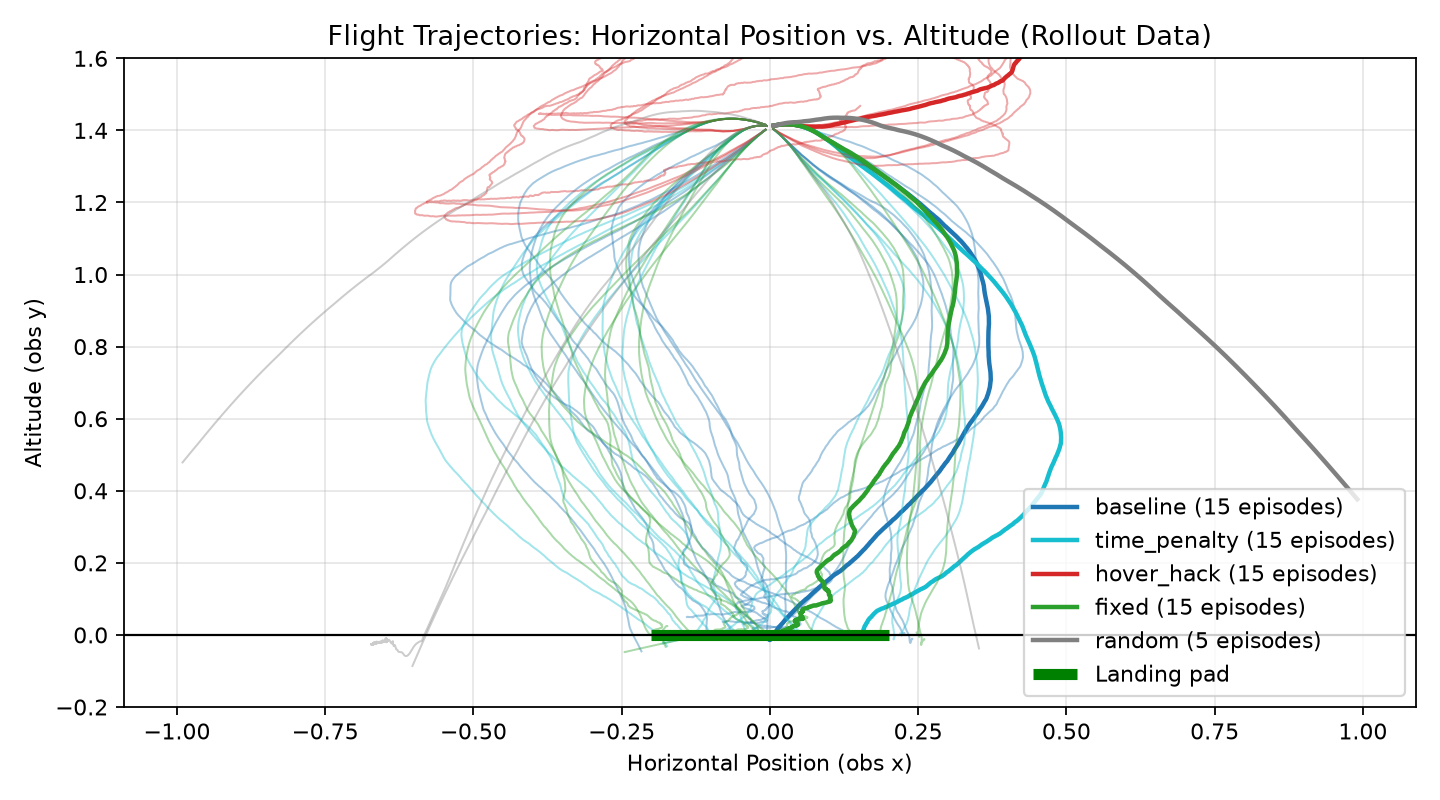 Flight Trajectories: Horizontal Position vs. Altitude (Rollout Data)
1.6
1.4
1.2
1.0
0.8
0.6
0.4
0.2
0.0
−0.2
Altitude (obs y)
baseline (15 episodes)
time_penalty (15 episodes)
hover_hack (15 episodes)
fixed (15 episodes)
random (5 episodes)
Landing pad
−1.00 −0.75 −0.50 −0.25 0.00 0.25 0.50 0.75 1.00
Horizontal Position (obs x)